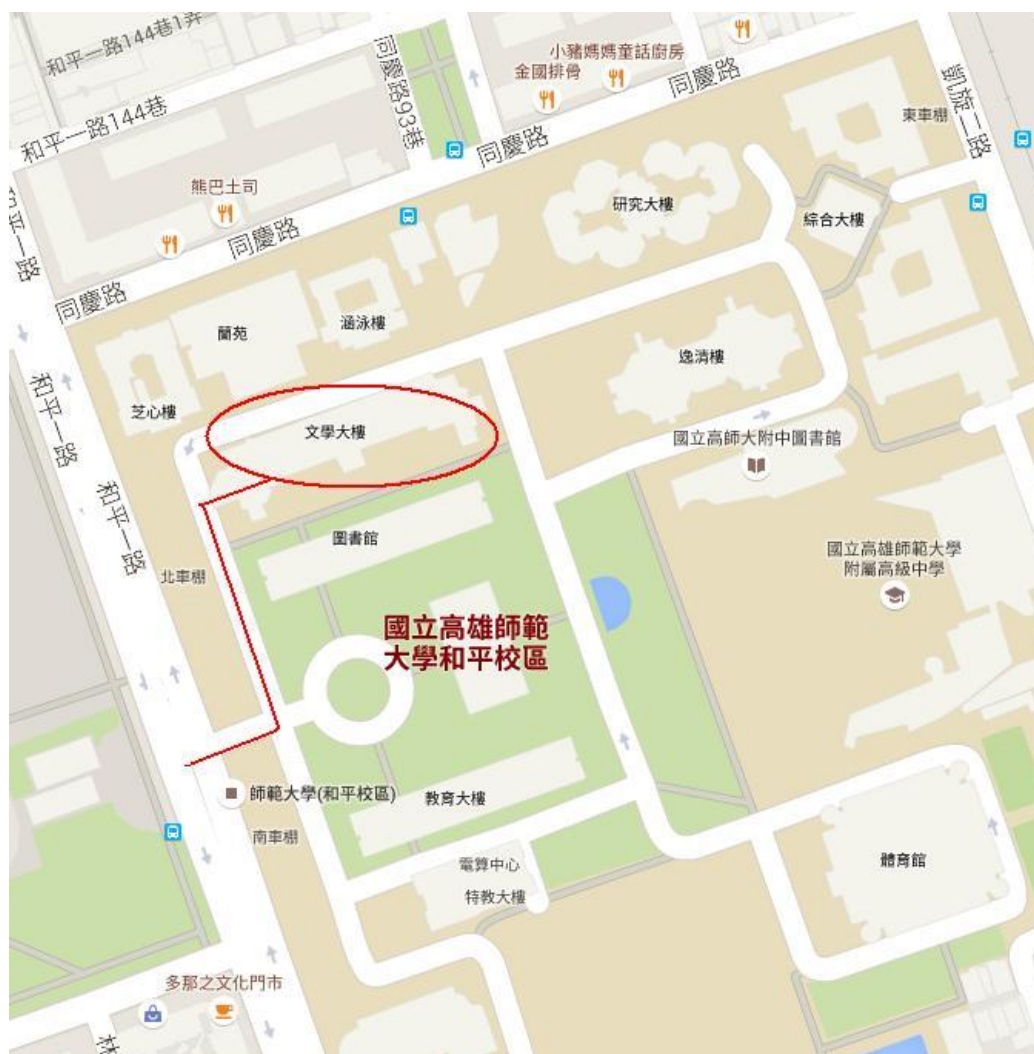 小豬媽媽童話廚房
金國排骨
和平一路144巷1弄
同慶路93巷
同慶路
凱旋二路
東車棚
和平一路144巷
同慶路
熊巴土司
研究大樓
綜合大樓
和平一路
同慶路
同慶路
蘭苑
涵泳樓
逸清樓
芝心樓
和平一路
文學大樓
國立高師大附中圖書館
和平一路
圖書館
國立高雄師範大學
附屬高級中學
北車棚
國立高雄師範
大學和平校區
師範大學(和平校區)
教育大樓
南車棚
電算中心
體育館
特教大樓
多那之文化門市
林